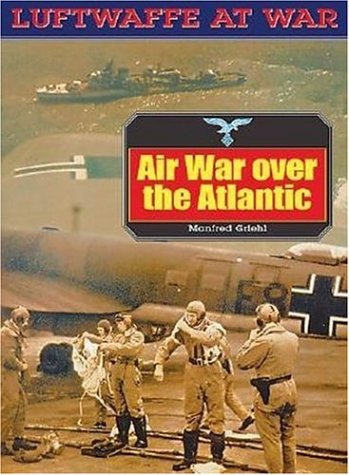 LUFTWAFFE AT WAR
Air War over
the Atlantic
Manfred Griehl